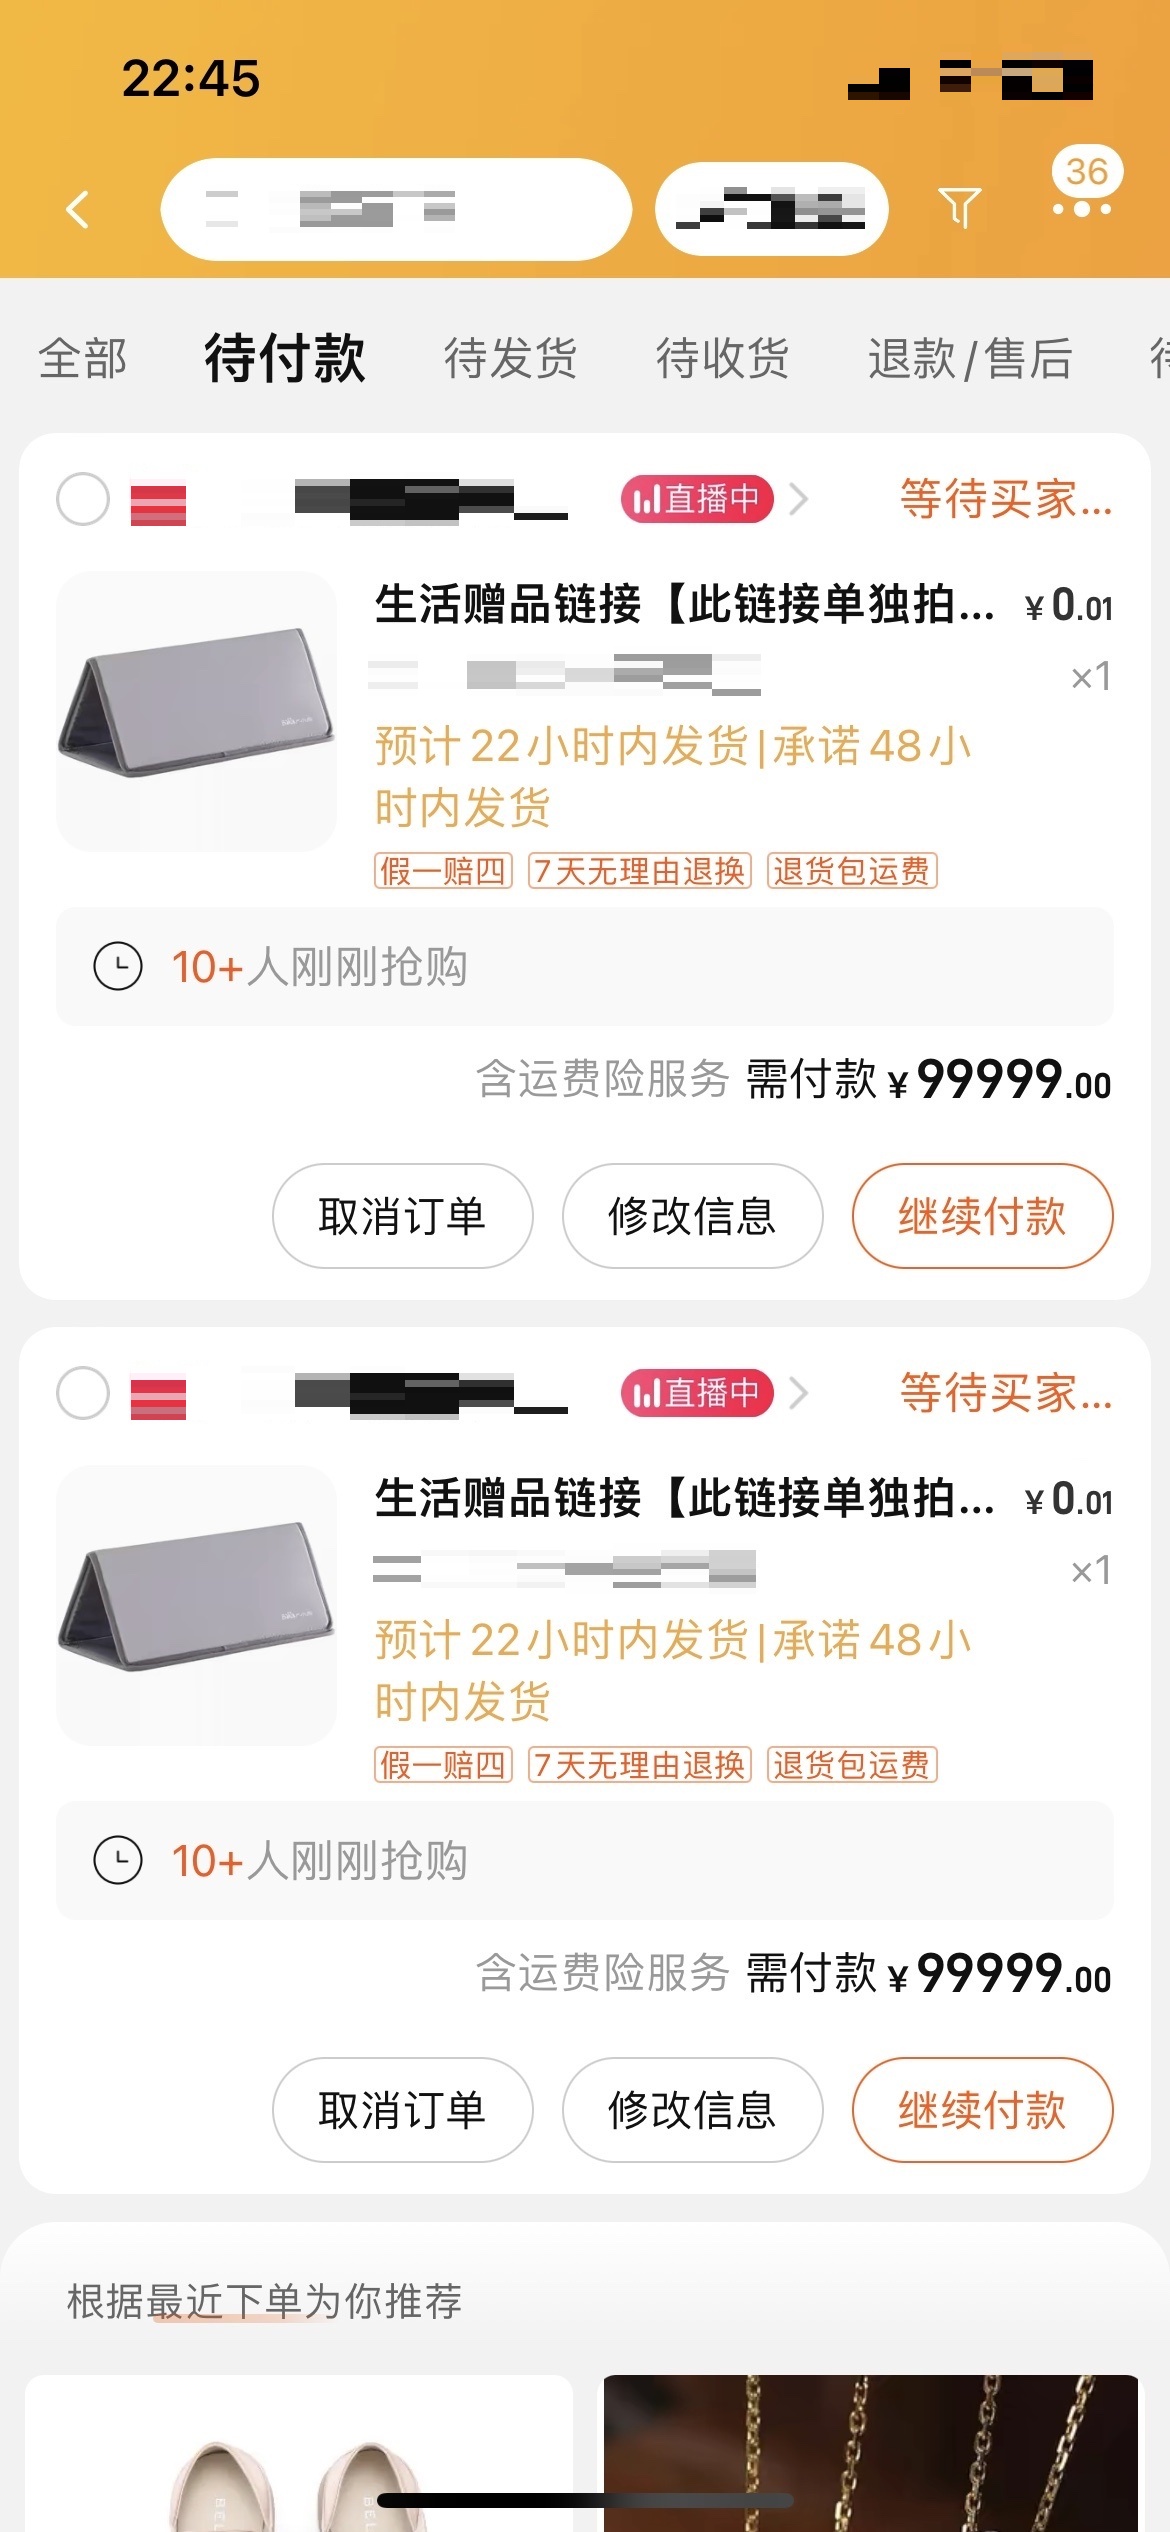 22:45
36
全部 待付款 待发货 待收货 退款/售后
直播中 等待买家...
生活赠品链接【此链接单独拍... ¥0.01
×1
预计22小时内发货|承诺48小
时内发货
假一赔四 7天无理由退换 退货包运费
10+人刚刚抢购
含运费险服务 需付款 ¥99999.00
取消订单 修改信息 继续付款
直播中 等待买家...
生活赠品链接【此链接单独拍... ¥0.01
×1
预计22小时内发货|承诺48小
时内发货
假一赔四 7天无理由退换 退货包运费
10+人刚刚抢购
含运费险服务 需付款 ¥99999.00
取消订单 修改信息 继续付款
根据最近下单为你推荐